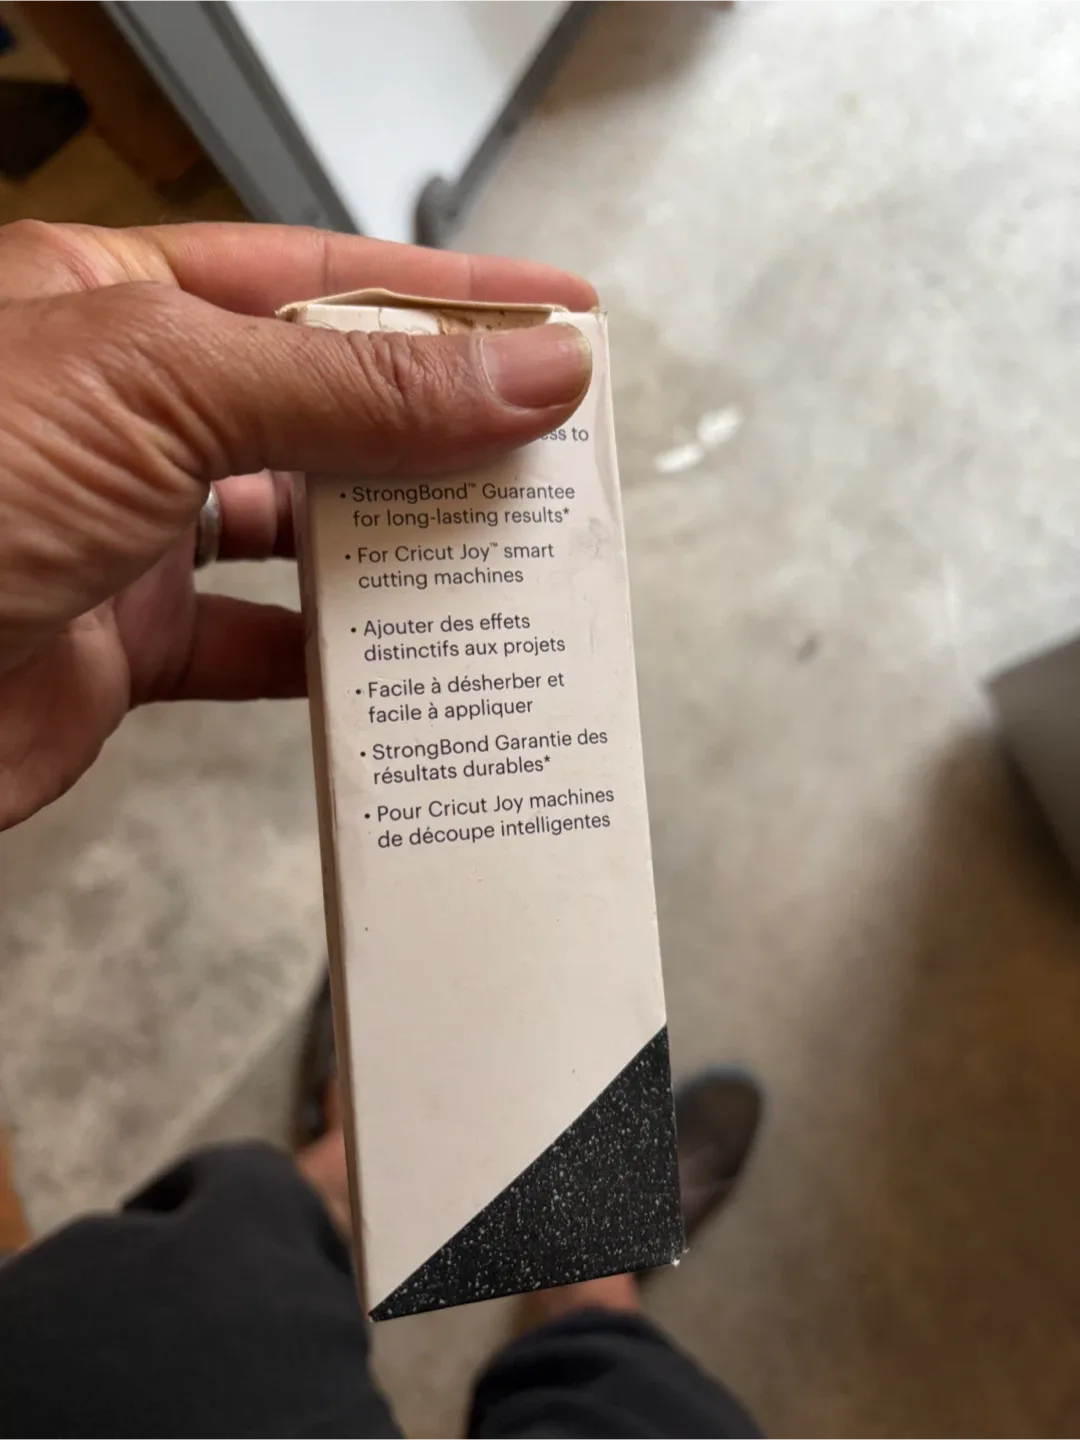 to
• StrongBond™ Guarantee
for long-lasting results*
• For Cricut Joy™ smart
cutting machines
• Ajouter des effets
distinctifs aux projets
• Facile à désherber et
facile à appliquer
• StrongBond Garantie des
résultats durables*
• Pour Cricut Joy machines
de découpe intelligentes